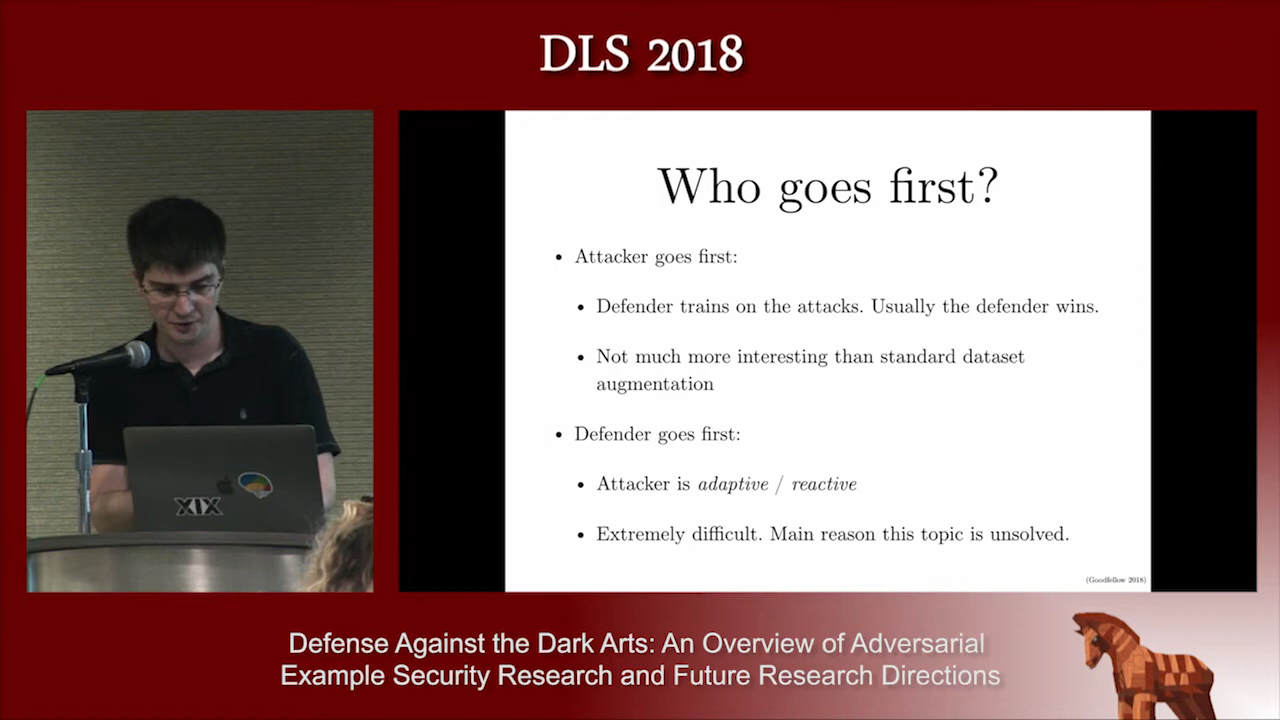 DLS 2018
Who goes first?
• Attacker goes first:
• Defender trains on the attacks. Usually the defender wins.
• Not much more interesting than standard dataset
augmentation
• Defender goes first:
• Attacker is adaptive / reactive
• Extremely difficult. Main reason this topic is unsolved.
(Goodfellow 2018)
XIX
Defense Against the Dark Arts: An Overview of Adversarial
Example Security Research and Future Research Directions